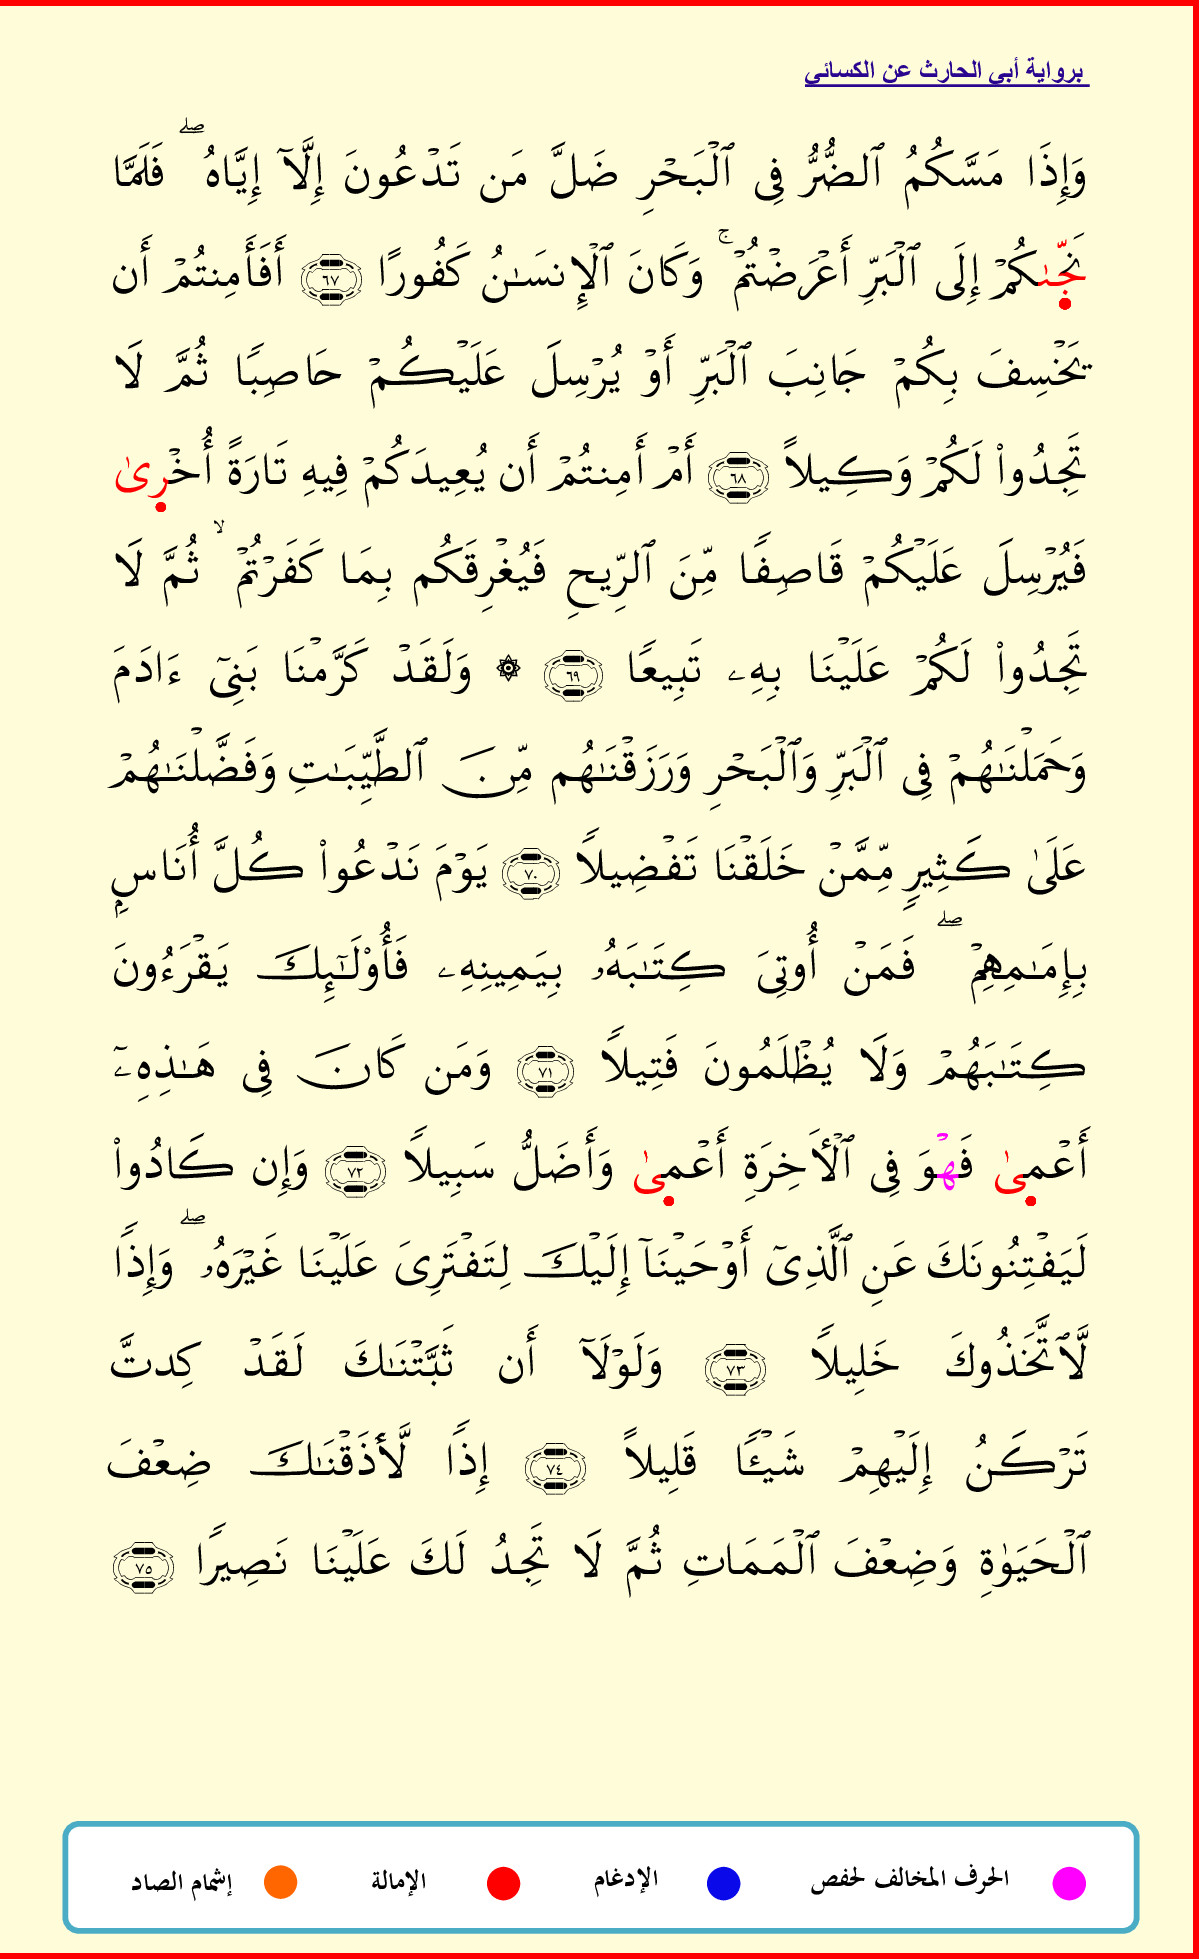 برواية أبي الحارث عن الكسائي
وَإِذَا مَسَّكُمُ ٱلضُّرُّ فِى ٱلْبَحْرِ ضَلَّ مَن تَدْعُونَ إِلَّآ إِيَّاهُ ۖ فَلَمَّا
نَجَّىٰكُمْ إِلَى ٱلْبَرِّ أَعْرَضْتُمْ ۚ وَكَانَ ٱلْإِنسَـٰنُ كَفُورًا ٦٧ أَفَأَمِنتُمْ أَن
يَخْسِفَ بِكُمْ جَانِبَ ٱلْبَرِّ أَوْ يُرْسِلَ عَلَيْكُمْ حَاصِبًا ثُمَّ لَا
تَجِدُوا۟ لَكُمْ وَكِيلاً ٦٨ أَمْ أَمِنتُمْ أَن يُعِيدَكُمْ فِيهِ تَارَةً أُخْرِىٰ
فَيُرْسِلَ عَلَيْكُمْ قَاصِفًا مِّنَ ٱلرِّيحِ فَيُغْرِقَكُم بِمَا كَفَرْتُمْ ۙ ثُمَّ لَا
تَجِدُوا۟ لَكُمْ عَلَيْنَا بِهِۦ تَبِيعًا ٦٩ ۞ وَلَقَدْ كَرَّمْنَا بَنِىٓ ءَادَمَ
وَحَمَلْنَـٰهُمْ فِى ٱلْبَرِّ وَٱلْبَحْرِ وَرَزَقْنَـٰهُم مِّنَ ٱلطَّيِّبَـٰتِ وَفَضَّلْنَـٰهُمْ
عَلَىٰ كَثِيرٍ مِّمَّنْ خَلَقْنَا تَفْضِيلاً ٧٠ يَوْمَ نَدْعُوا۟ كُلَّ أُنَاسٍۭ
بِإِمَـٰمِهِمْ ۖ فَمَنْ أُوتِىَ كِتَـٰبَهُۥ بِيَمِينِهِۦ فَأُو۟لَـٰٓئِكَ يَقْرَءُونَ
كِتَـٰبَهُمْ وَلَا يُظْلَمُونَ فَتِيلاً ٧١ وَمَن كَانَ فِى هَـٰذِهِۦٓ
أَعْمِىٰ فَهْوَ فِى ٱلْأَخِرَةِ أَعْمِىٰ وَأَضَلُّ سَبِيلاً ٧٢ وَإِن كَادُوا۟
لَيَفْتِنُونَكَ عَنِ ٱلَّذِىٓ أَوْحَيْنَآ إِلَيْكَ لِتَفْتَرِىَ عَلَيْنَا غَيْرَهُۥ ۖ وَإِذًا
لَّٱتَّخَذُوكَ خَلِيلاً ٧٣ وَلَوْلَآ أَن ثَبَّتْنَـٰكَ لَقَدْ كِدتَّ
تَرْكَنُ إِلَيْهِمْ شَيْـًٔا قَلِيلاً ٧٤ إِذًا لَّأَذَقْنَـٰكَ ضِعْفَ
ٱلْحَيَوٰةِ وَضِعْفَ ٱلْمَمَاتِ ثُمَّ لَا تَجِدُ لَكَ عَلَيْنَا نَصِيرًا ٧٥
الحرف المخالف لحفص الإدغام الإمالة إشمام الصاد